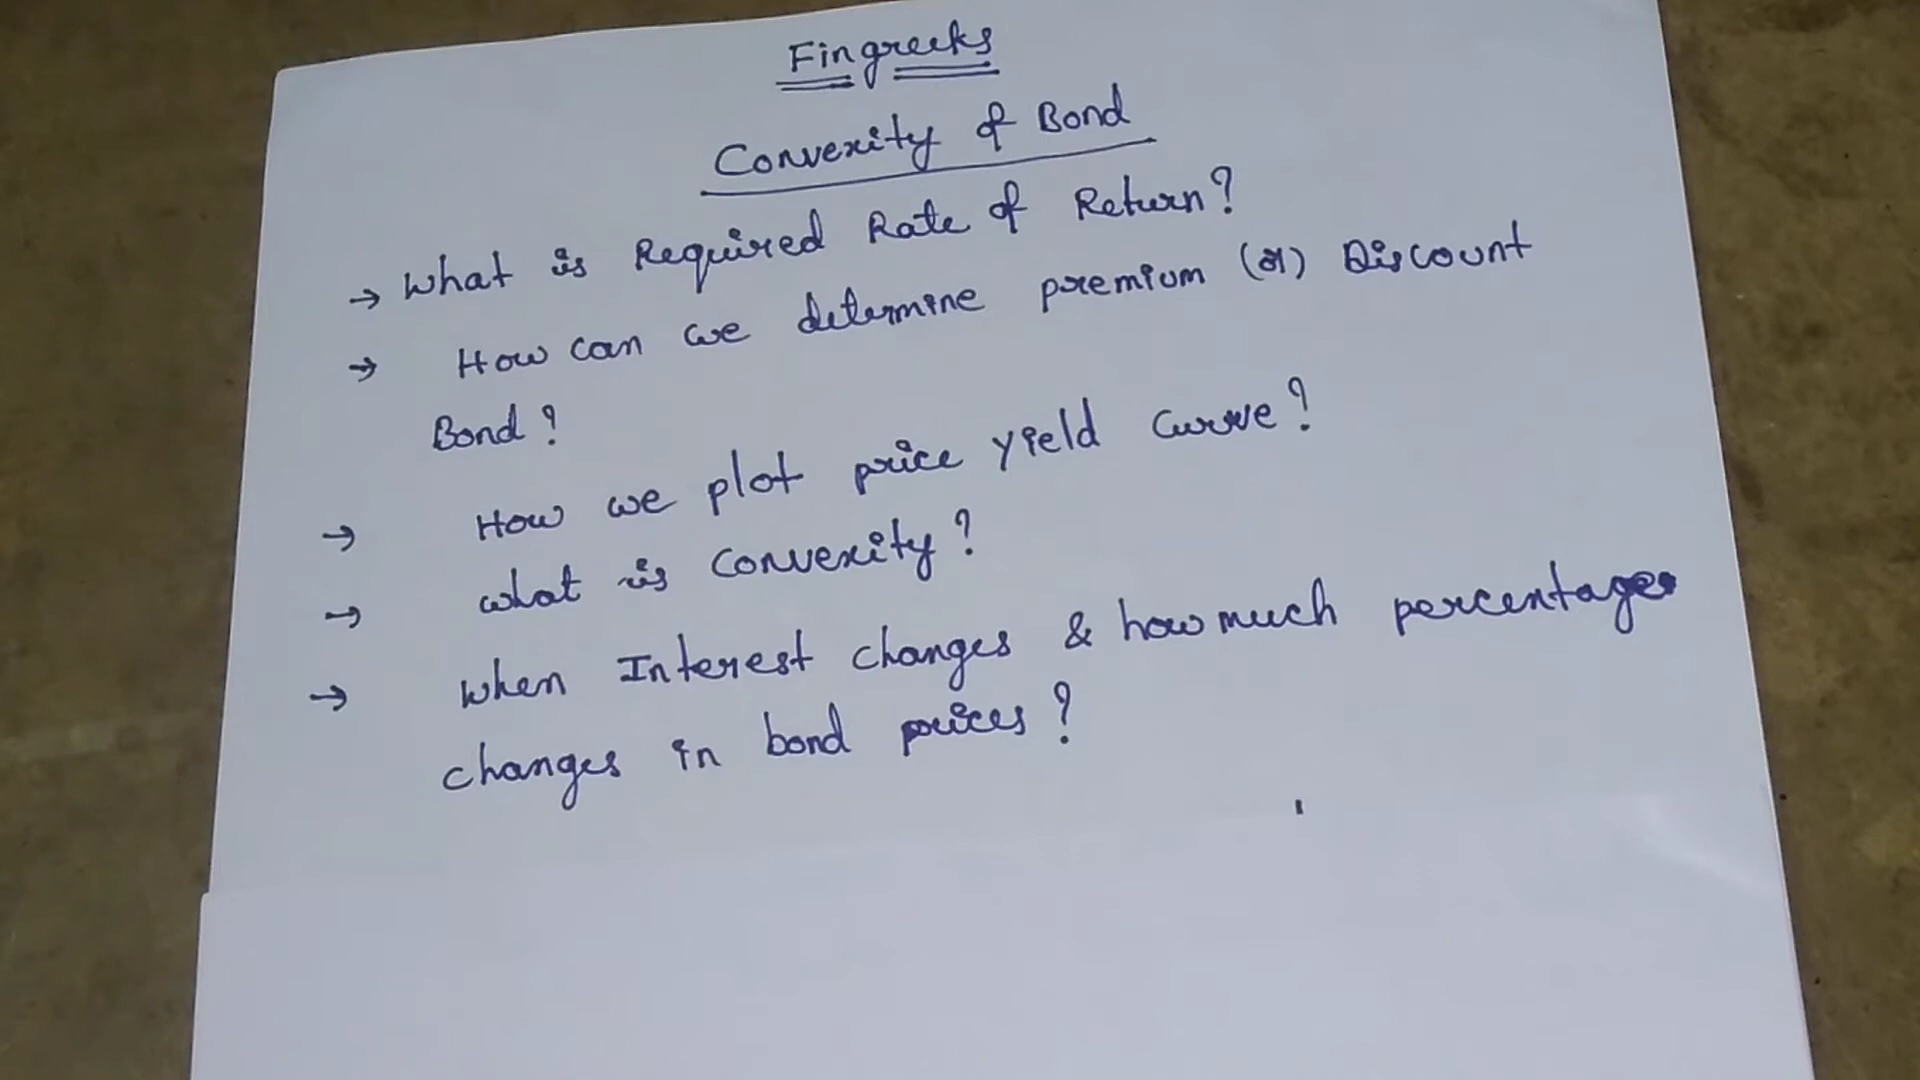 Fingreeks
Convexity of Bond
→ What is Required Rate of Return?
→ How can we determine premium (or) Discount
Bond?
→ How we plot price yield curve?
→ what is convexity?
→ when Interest changes & how much percentage
changes in bond prices?